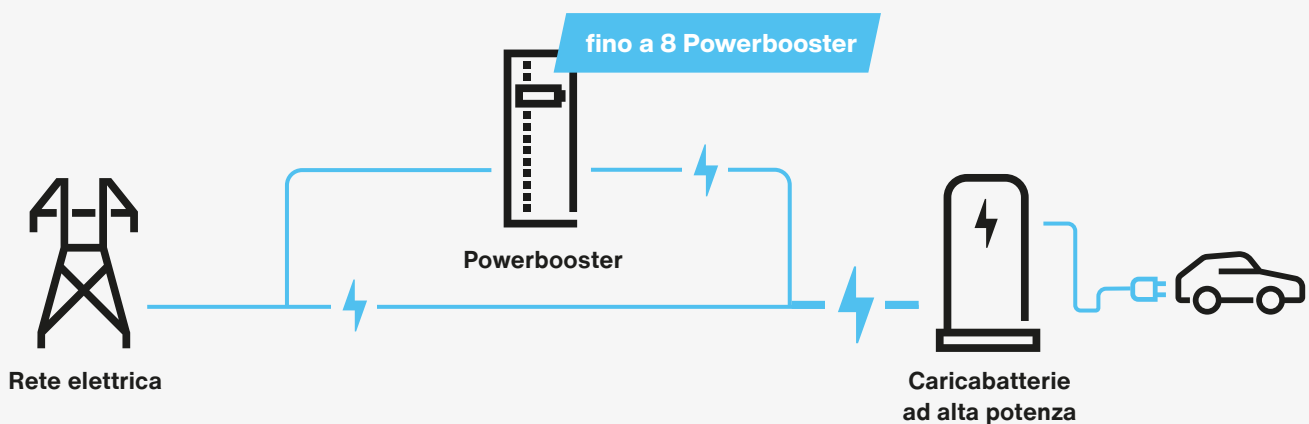 fino a 8 Powerbooster
Powerbooster
Rete elettrica
Caricabatterie
ad alta potenza